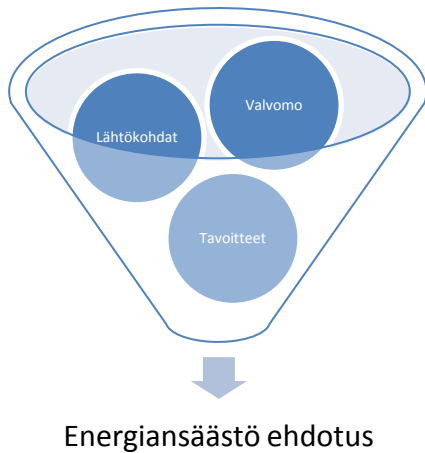 Valvomo
Lähtökohdat
Tavoitteet
Energiansäästö ehdotus